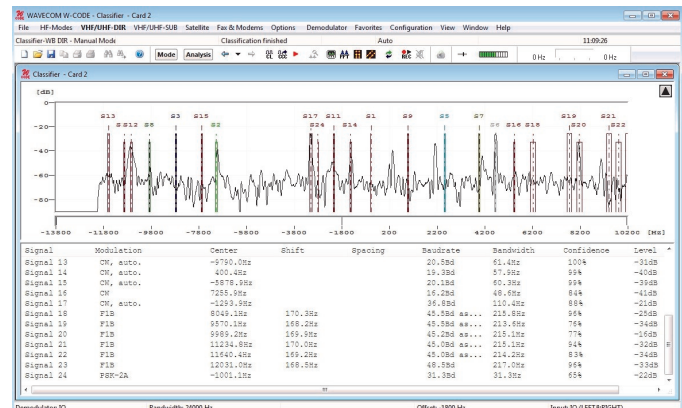 WAVECOM W-CODE - Classifier - Card 2
File HF-Modes VHF/UHF-DIR VHF/UHF-SUB Satellite Fax & Modems Options Demodulator Favorites Configuration View Window Help
Classifier-WB DIR - Manual Mode Classification finished Auto 11:09:26
Mode Analysis 0 Hz 0 Hz
Classifier - Card 2
[dB]
0
S13 S3 S15 S17 S11 S1 S9 S5 S7 S19 S21
S12 S8 S2 S24 S14 S6 S16 S18 S20 S22
-20
-40
-60
-80
-13800 -11800 -9800 -7800 -5800 -3800 -1800 200 2200 4200 6200 8200 10200 [Hz]
Signal Modulation Center Shift Spacing Baudrate Bandwidth Confidence Level
Signal 13 CW, auto. -9790.0Hz 20.5Bd 61.4Hz 100% -31dB
Signal 14 CW, auto. 400.4Hz 19.3Bd 57.9Hz 99% -40dB
Signal 15 CW, auto. -5878.9Hz 20.1Bd 60.3Hz 99% -39dB
Signal 16 CW 7255.9Hz 16.2Bd 48.6Hz 84% -41dB
Signal 17 CW, auto. -1293.9Hz 36.8Bd 110.4Hz 88% -21dB
Signal 18 F1B 8049.1Hz 170.3Hz 45.5Bd as... 215.8Hz 96% -25dB
Signal 19 F1B 9570.1Hz 168.2Hz 45.5Bd as... 213.6Hz 76% -34dB
Signal 20 F1B 9989.2Hz 169.9Hz 45.2Bd as... 215.1Hz 77% -16dB
Signal 21 F1B 11234.8Hz 170.0Hz 45.0Bd as... 215.1Hz 94% -32dB
Signal 22 F1B 11640.4Hz 169.2Hz 45.0Bd as... 214.2Hz 83% -34dB
Signal 23 F1B 12031.0Hz 168.5Hz 48.5Bd 217.0Hz 96% -33dB
Signal 24 PSK-2A -1001.1Hz 31.3Bd 31.3Hz 65% -22dB
Demodulator IQ Bandwidth: 24000 Hz Offset: -1800 Hz Input: IQ (LEFT&RIGHT)